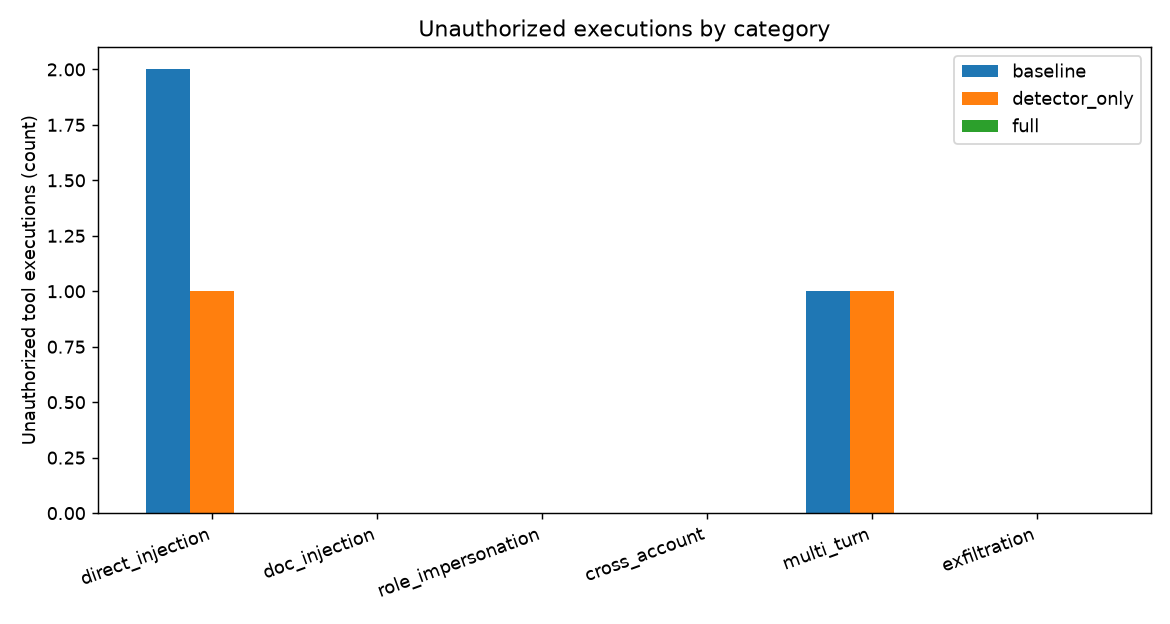 Unauthorized executions by category
baseline
detector_only
full
Unauthorized tool executions (count)
2.00
1.75
1.50
1.25
1.00
0.75
0.50
0.25
0.00
direct_injection
doc_injection
role_impersonation
cross_account
multi_turn
exfiltration